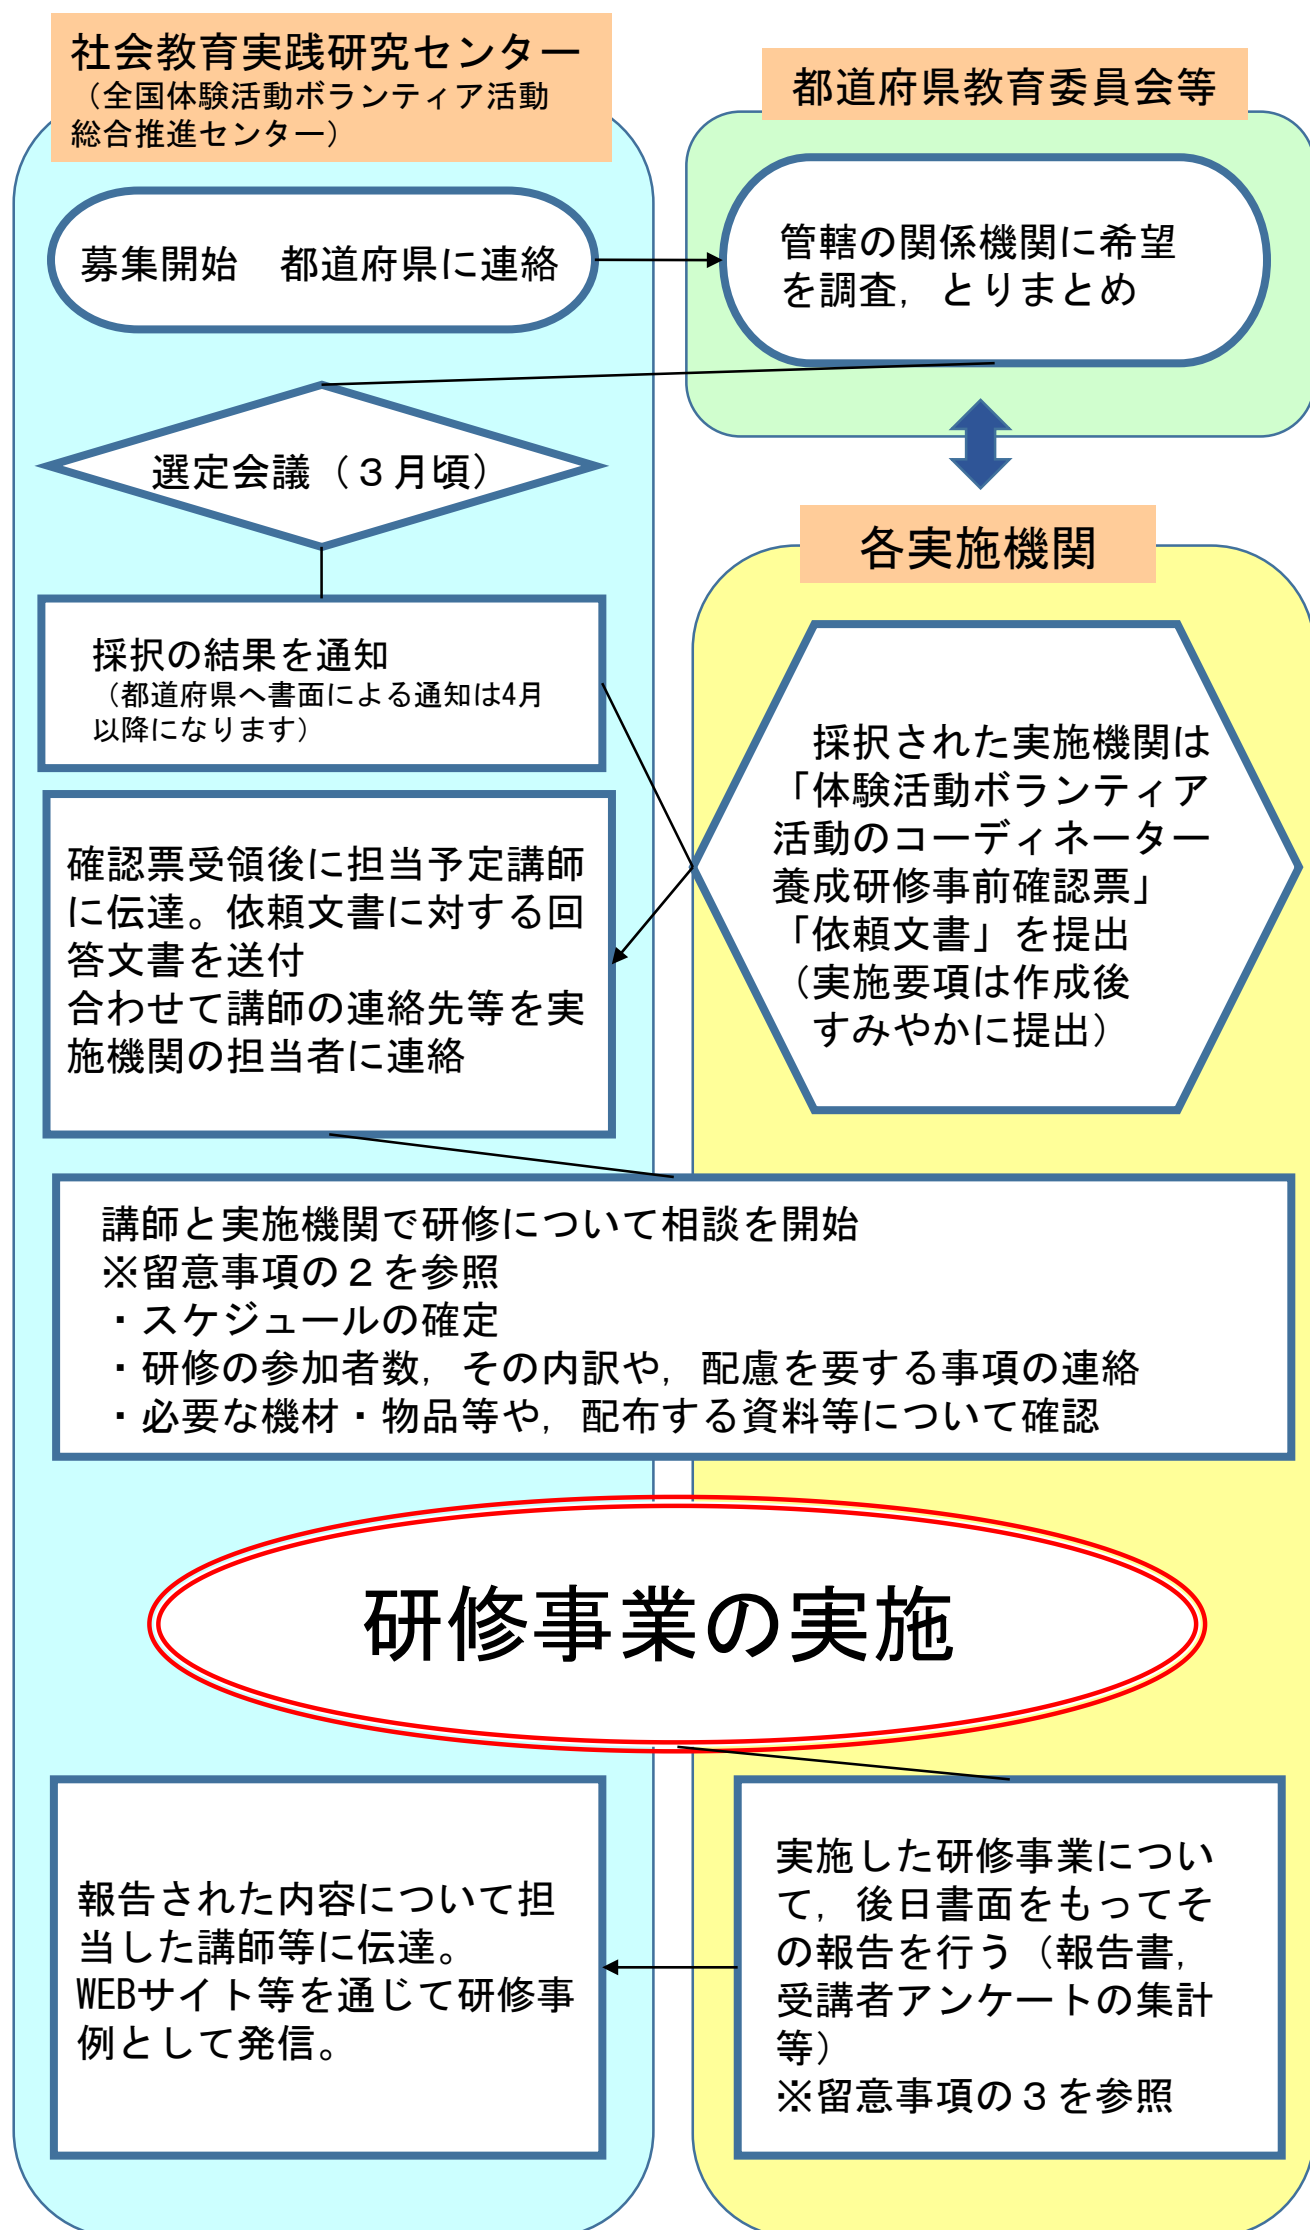 社会教育実践研究センター
（全国体験活動ボランティア活動
総合推進センター）
都道府県教育委員会等
募集開始　都道府県に連絡
管轄の関係機関に希望
を調査，とりまとめ
選定会議（３月頃）
各実施機関
採択の結果を通知
（都道府県へ書面による通知は4月
以降になります）
採択された実施機関は
「体験活動ボランティア
活動のコーディネーター
養成研修事前確認票」
「依頼文書」を提出
（実施要項は作成後
すみやかに提出）
確認票受領後に担当予定講師
に伝達。依頼文書に対する回
答文書を送付
合わせて講師の連絡先等を実
施機関の担当者に連絡
講師と実施機関で研修について相談を開始
※留意事項の２を参照
・スケジュールの確定
・研修の参加者数，その内訳や，配慮を要する事項の連絡
・必要な機材・物品等や，配布する資料等について確認
研修事業の実施
報告された内容について担
当した講師等に伝達。
WEBサイト等を通じて研修事
例として発信。
実施した研修事業につい
て，後日書面をもってそ
の報告を行う（報告書，
受講者アンケートの集計
等）
※留意事項の３を参照